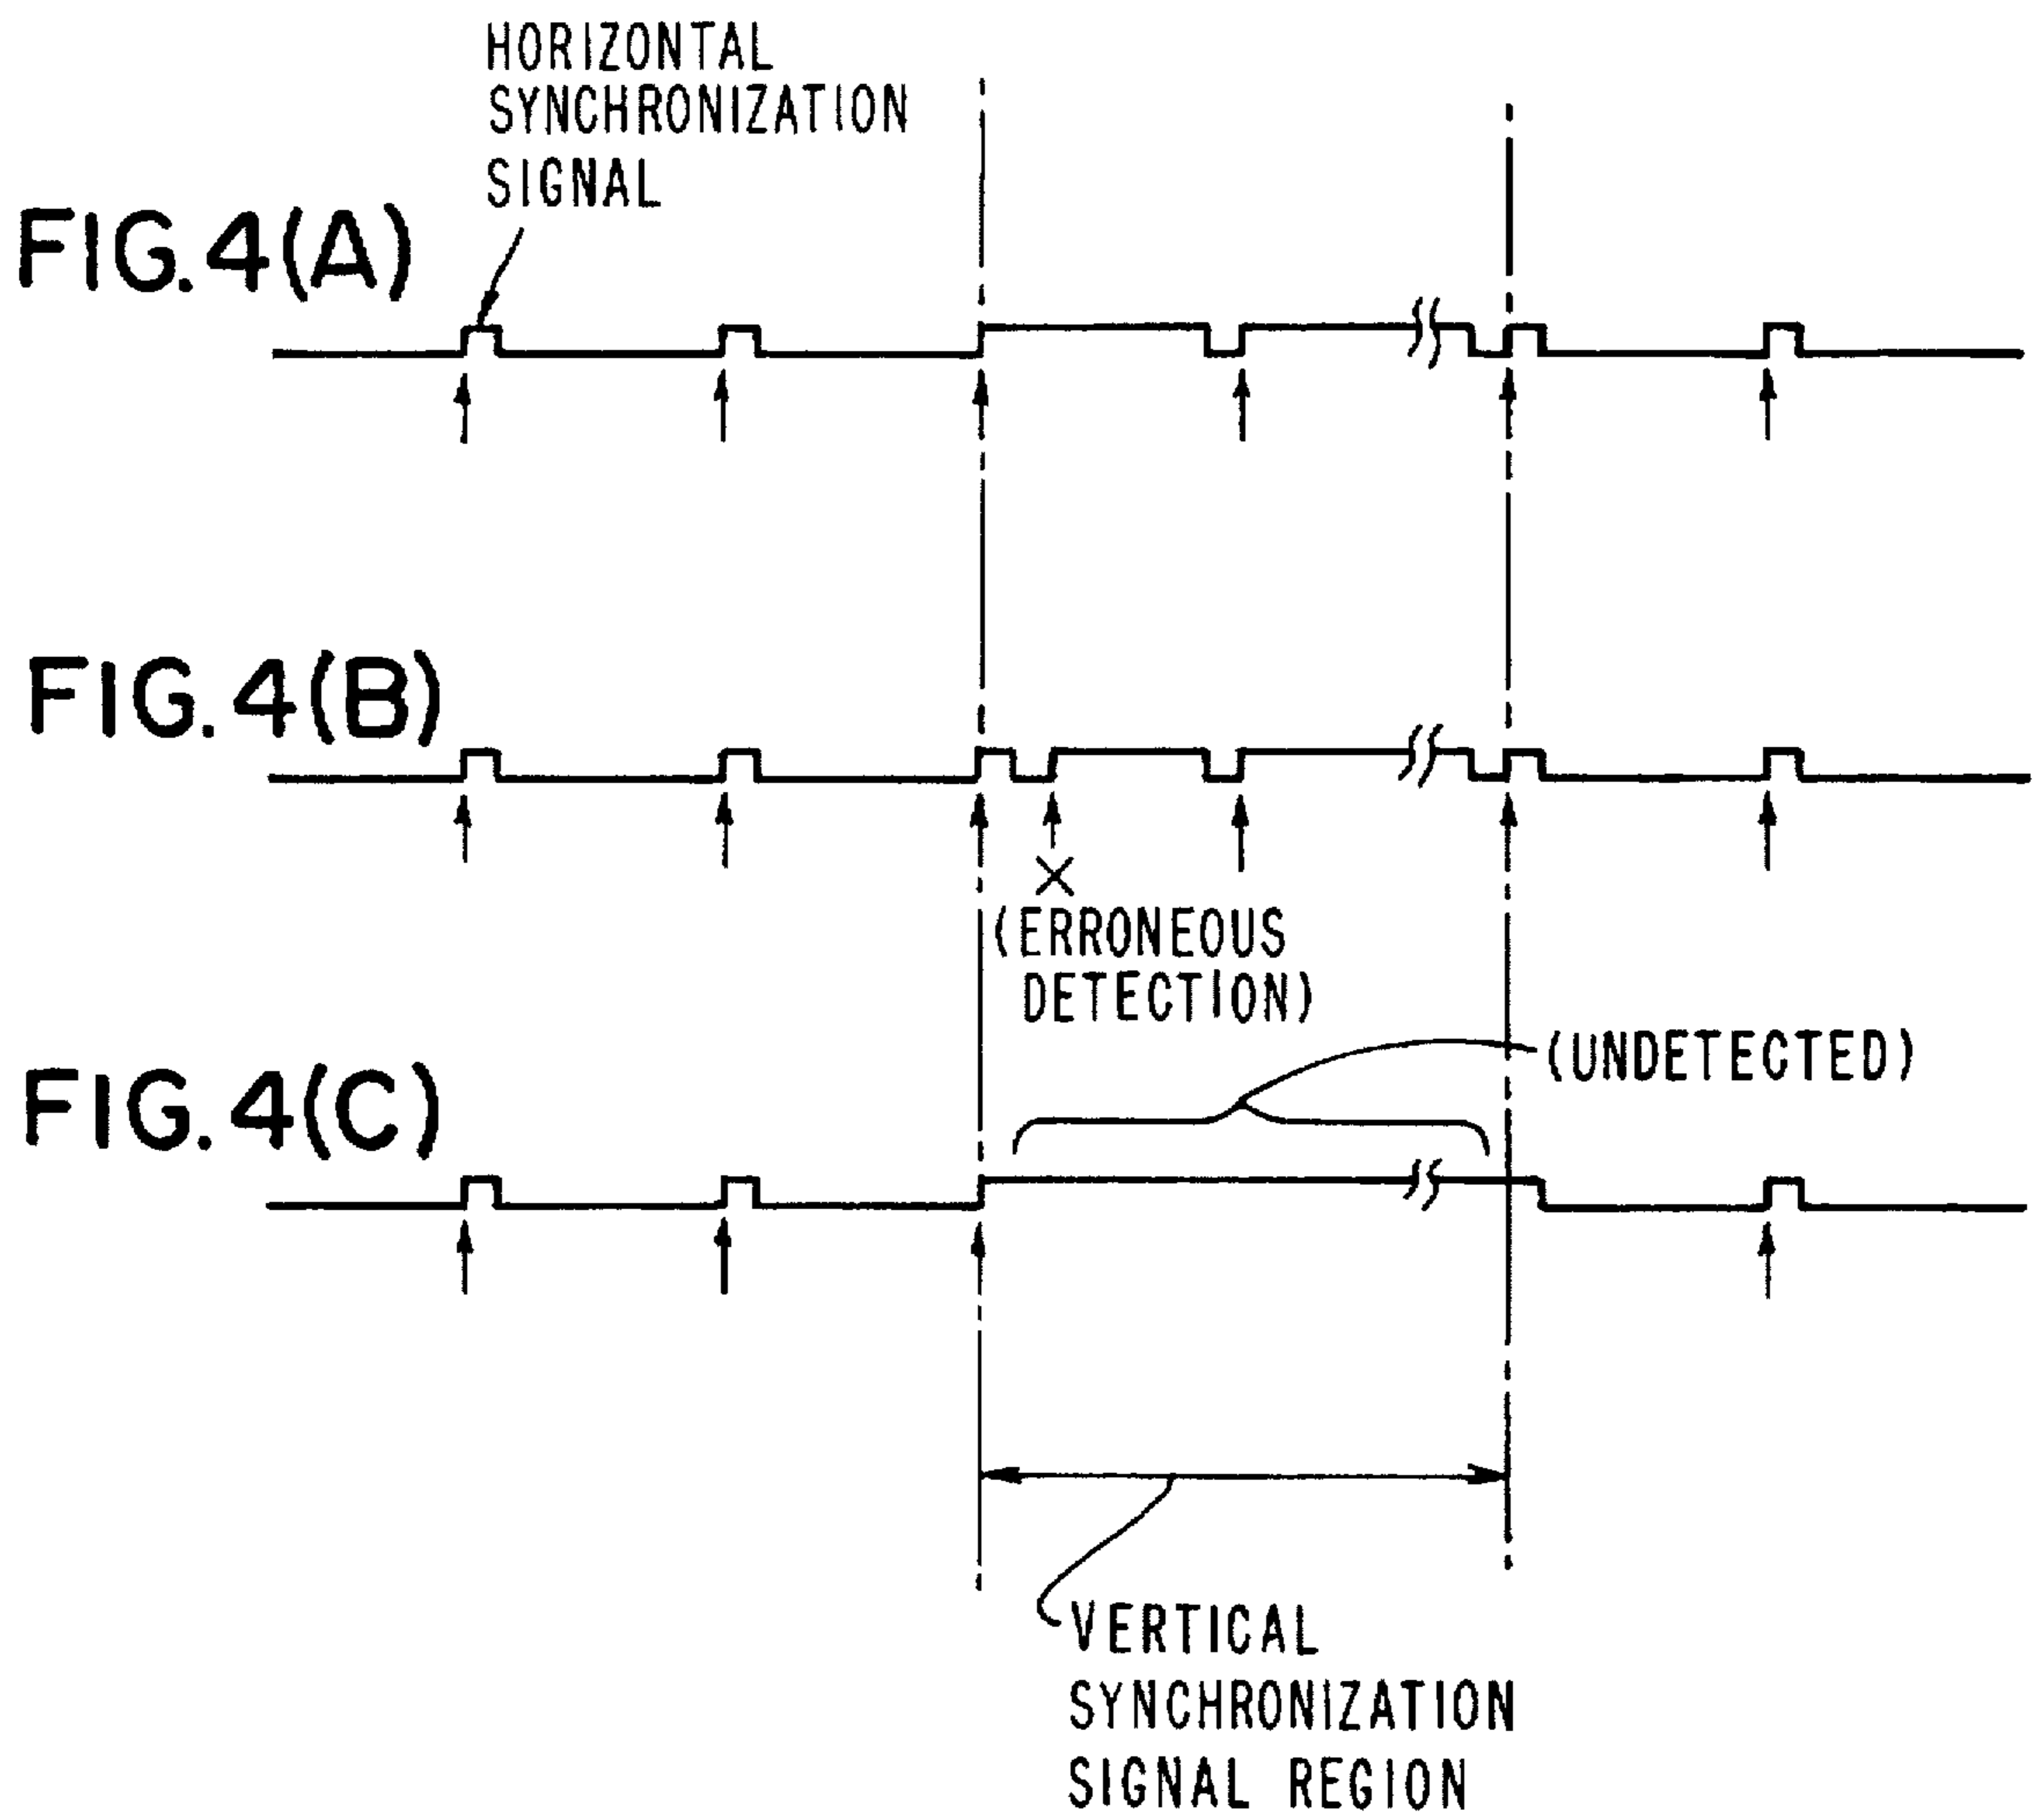 HORIZONTAL
SYNCHRONIZATION
SIGNAL
FIG.4(A)
FIG.4(B)
X
(ERRONEOUS
DETECTION)
(UNDETECTED)
FIG.4(C)
VERTICAL
SYNCHRONIZATION
SIGNAL REGION